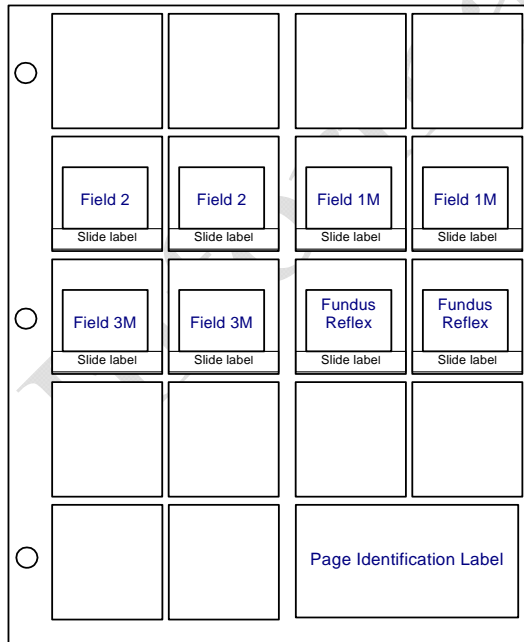 Field 2 Field 2 Field 1M Field 1M
Slide label Slide label Slide label Slide label
Field 3M Field 3M Fundus Reflex Fundus Reflex
Slide label Slide label Slide label Slide label
Page Identification Label